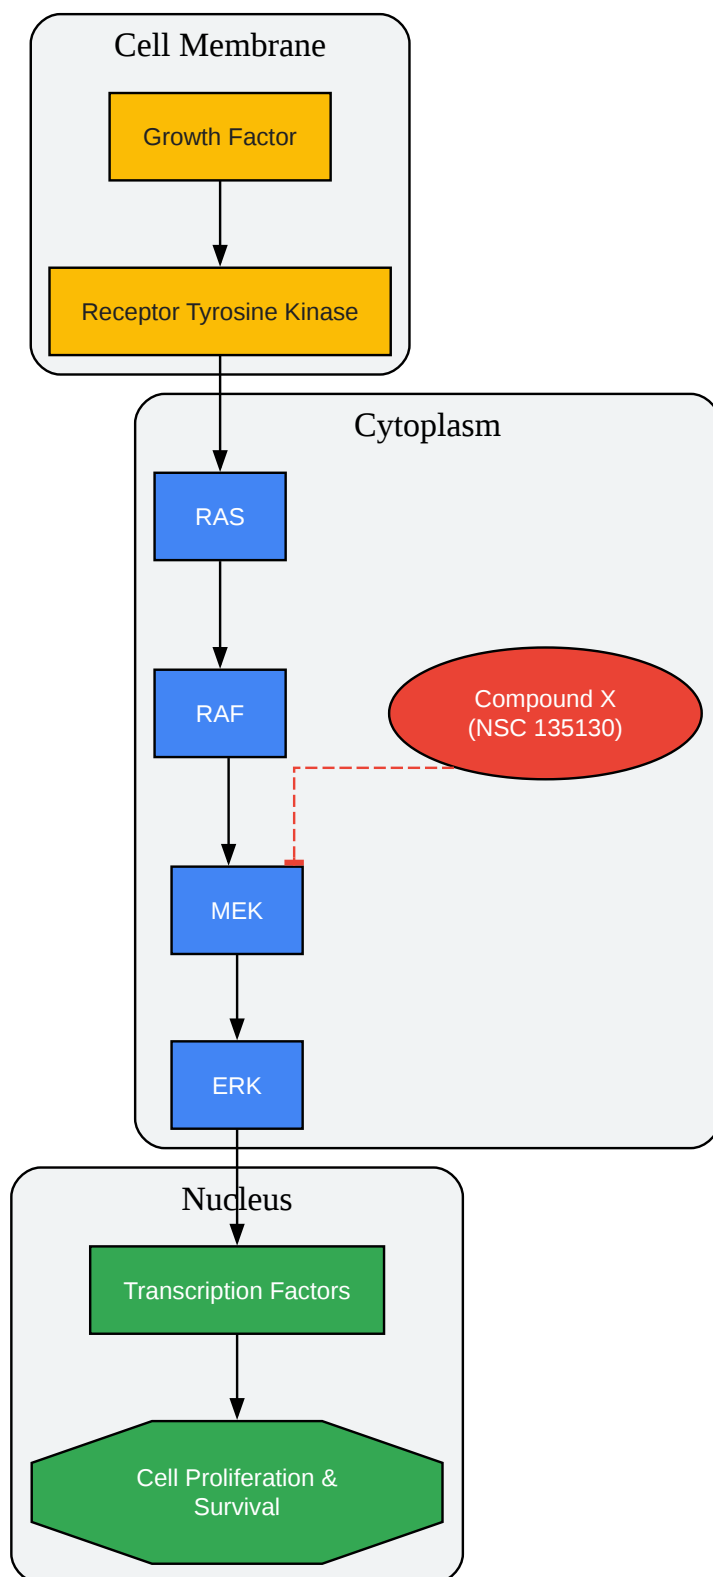 Cell Membrane
Growth Factor
Receptor Tyrosine Kinase
Cytoplasm
RAS
RAF
Compound X
(NSC 135130)
MEK
ERK
Nucleus
Transcription Factors
Cell Proliferation &
Survival